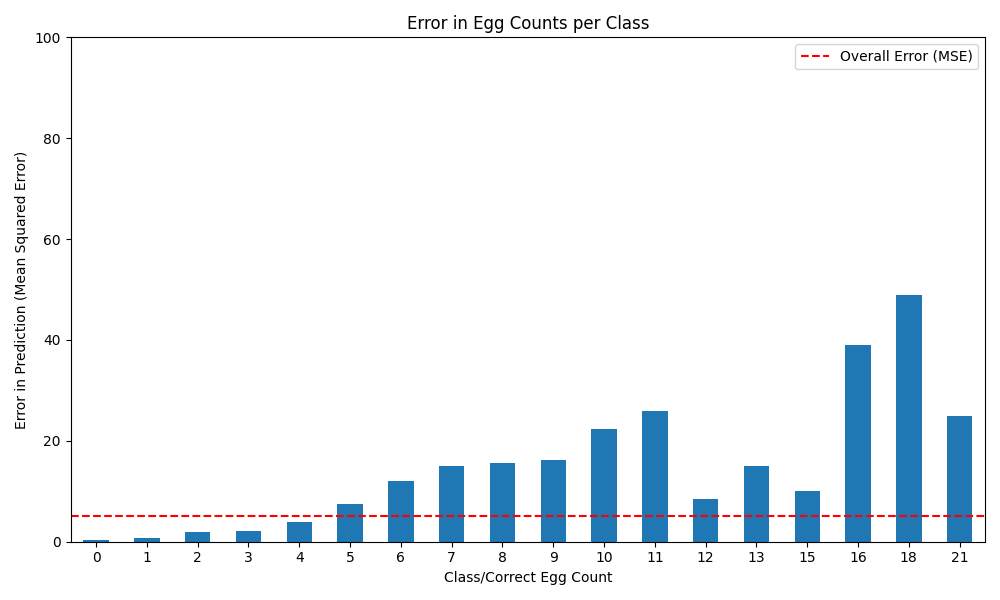 Error in Egg Counts per Class
100
80
60
40
20
0
Error in Prediction (Mean Squared Error)
Overall Error (MSE)
0 1 2 3 4 5 6 7 8 9 10 11 12 13 15 16 18 21
Class/Correct Egg Count